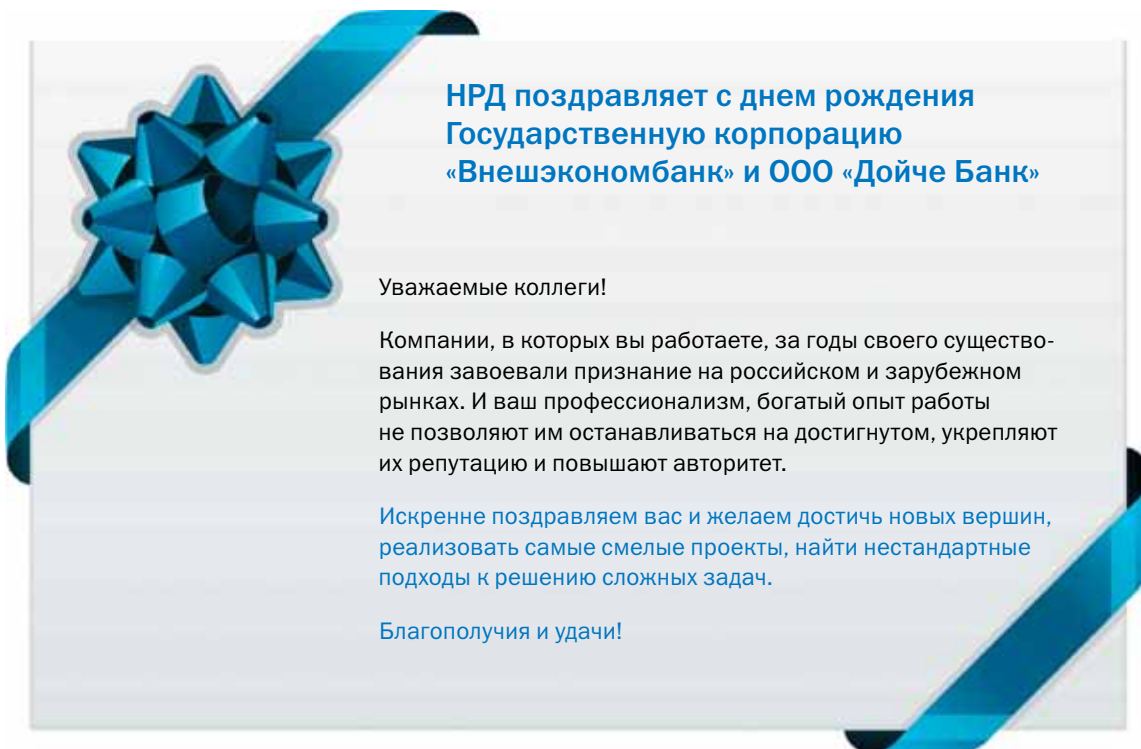 НРД поздравляет с днем рождения
Государственную корпорацию
«Внешэкономбанк» и ООО «Дойче Банк»
Уважаемые коллеги!
Компании, в которых вы работаете, за годы своего существо-
вания завоевали признание на российском и зарубежном
рынках. И ваш профессионализм, богатый опыт работы
не позволяют им останавливаться на достигнутом, укрепляют
их репутацию и повышают авторитет.
Искренне поздравляем вас и желаем достичь новых вершин,
реализовать самые смелые проекты, найти нестандартные
подходы к решению сложных задач.
Благополучия и удачи!